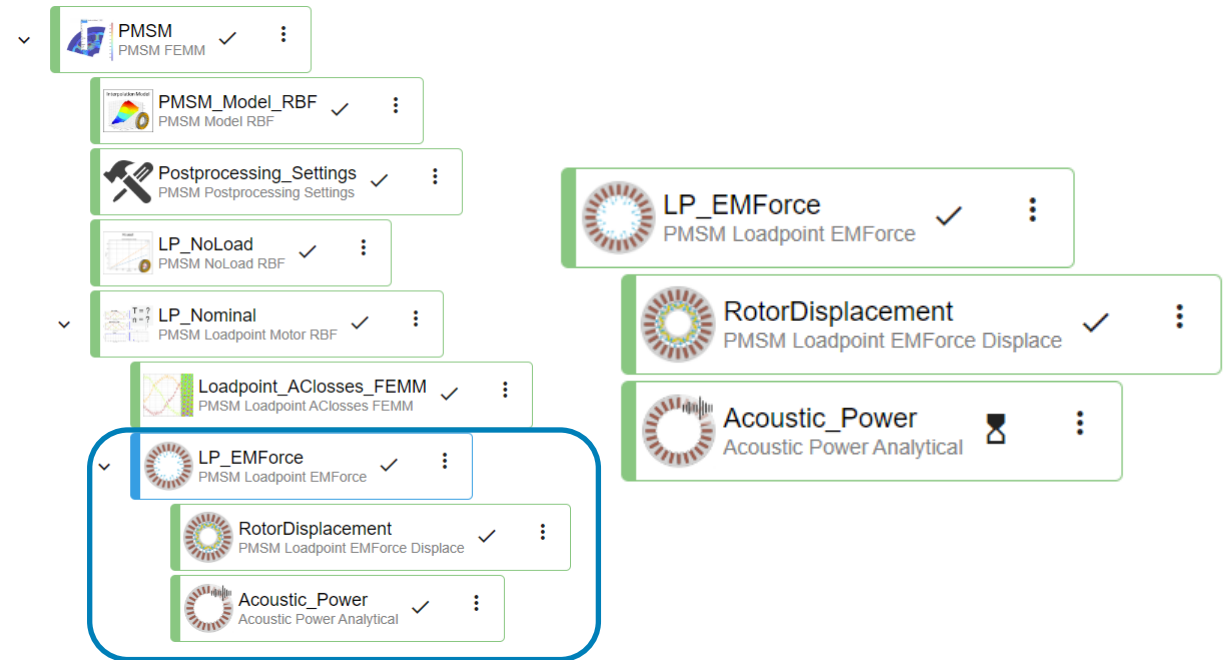 PMSM
PMSM FEMM
Interpolation Model
PMSM_Model_RBF
PMSM Model RBF
Postprocessing_Settings
PMSM Postprocessing Settings
LP_NoLoad
PMSM NoLoad RBF
LP_Nominal
PMSM Loadpoint Motor RBF
T = ?
n = ?
Loadpoint_AClosses_FEMM
PMSM Loadpoint AClosses FEMM
LP_EMForce
PMSM Loadpoint EMForce
RotorDisplacement
PMSM Loadpoint EMForce Displace
Acoustic_Power
Acoustic Power Analytical
LP_EMForce
PMSM Loadpoint EMForce
RotorDisplacement
PMSM Loadpoint EMForce Displace
Acoustic_Power
Acoustic Power Analytical